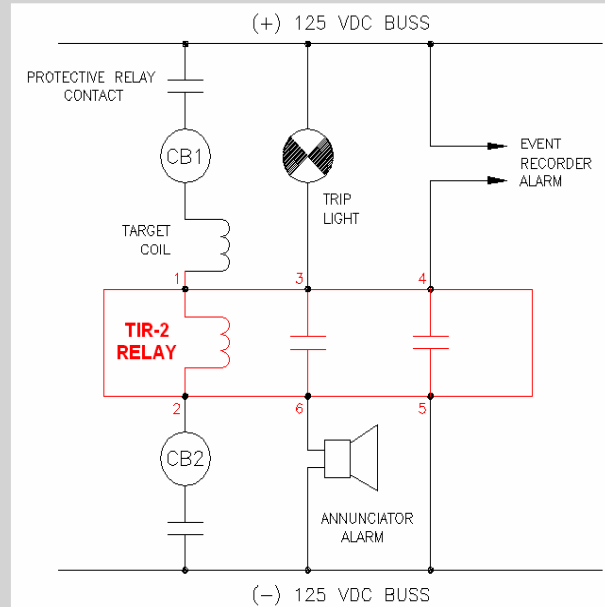 (+) 125 VDC BUSS
PROTECTIVE RELAY
CONTACT
CB1
EVENT
RECORDER
ALARM
TRIP
LIGHT
TARGET
COIL
1
3
4
TIR-2
RELAY
2
6
5
CB2
ANNUNCIATOR
ALARM
(-) 125 VDC BUSS